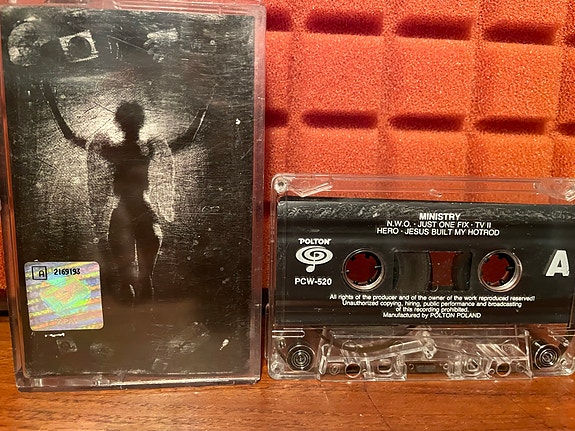 A 2169198
MINISTRY
N.W.O. · JUST ONE FIX · TV II
HERO · JESUS BUILT MY HOTROD
POLTON
PCW-520
A
All rights of the producer and of the owner of the work reproduced reserved!
Unauthorized copying, hiring, public performance and broadcasting
of this recording prohibited.
Manufactured by POLTON POLAND